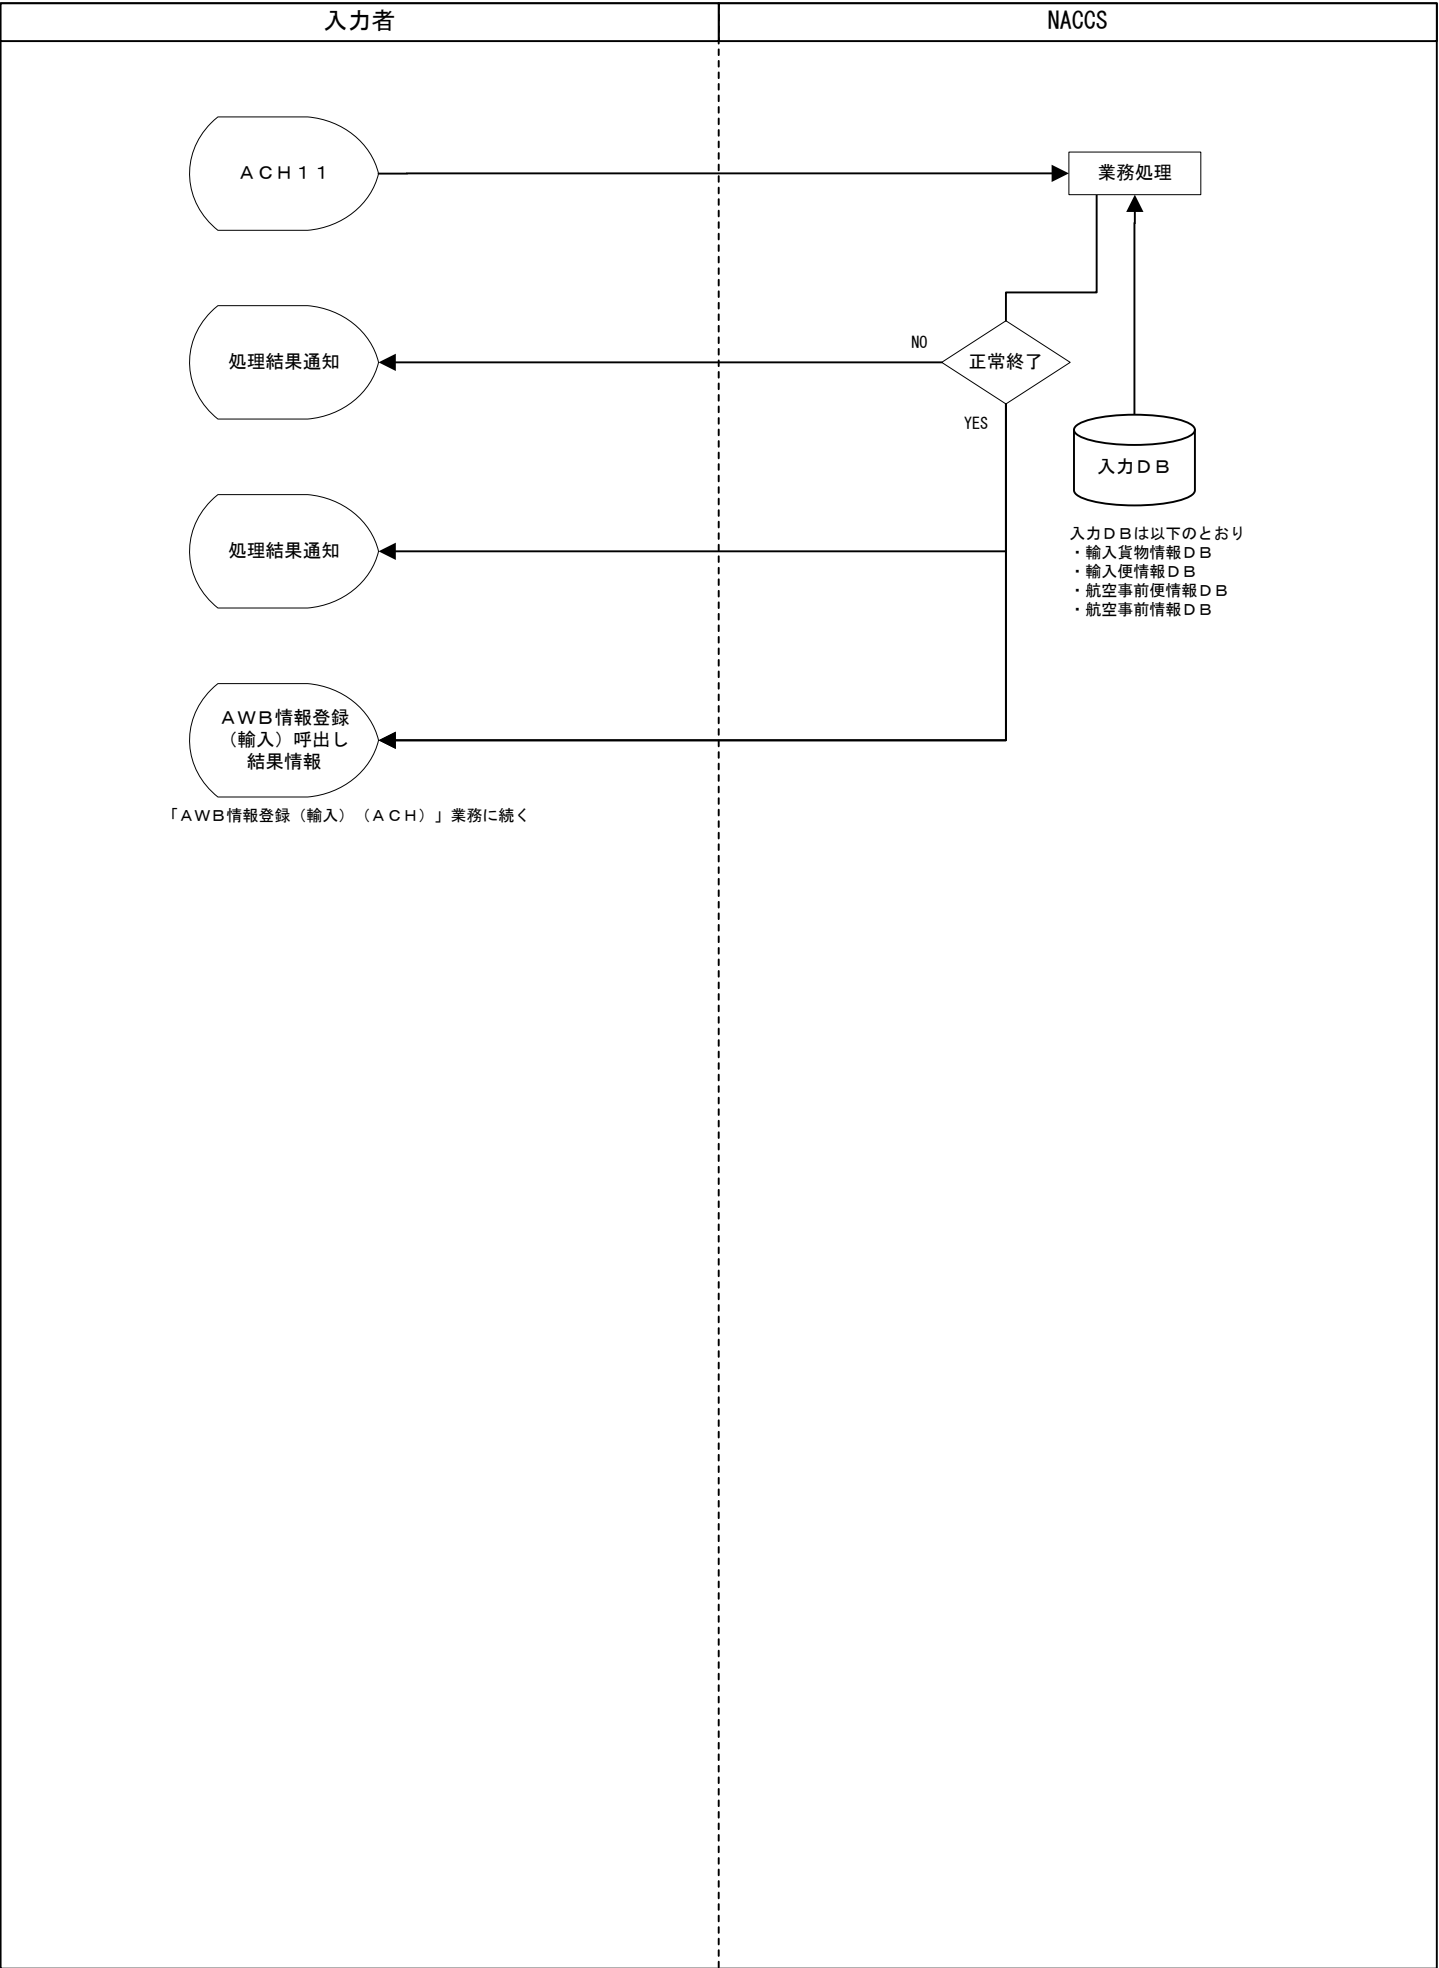 入力者
NACCS
ＡＣＨ１１
業務処理
処理結果通知
NO
正常終了
YES
入力ＤＢ
処理結果通知
入力ＤＢは以下のとおり
・輸入貨物情報ＤＢ
・輸入便情報ＤＢ
・航空事前便情報ＤＢ
・航空事前情報ＤＢ
ＡＷＢ情報登録
（輸入）呼出し
結果情報
「ＡＷＢ情報登録（輸入）（ＡＣＨ）」業務に続く